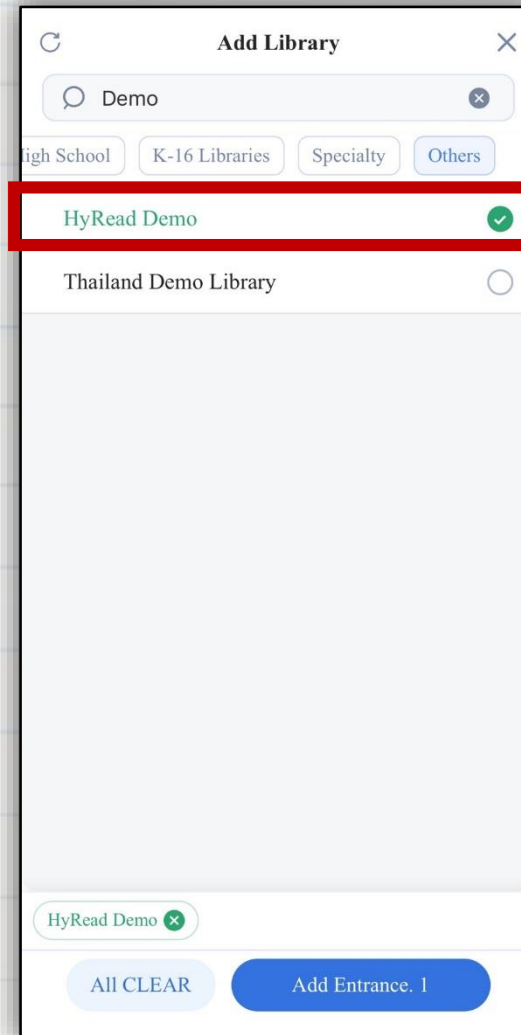 Add Library
Demo
High School K-16 Libraries Specialty Others
HyRead Demo
Thailand Demo Library
HyRead Demo
All CLEAR Add Entrance. 1